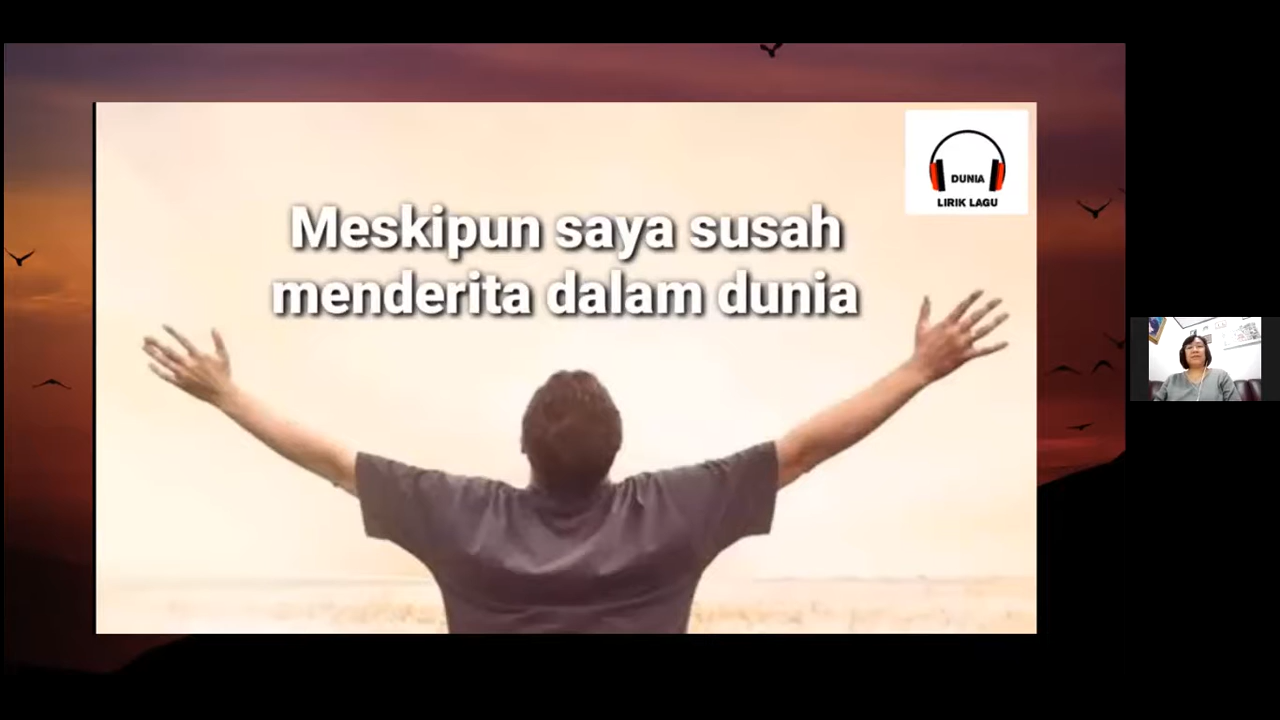 DUNIA
LIRIK LAGU
Meskipun saya susah
menderita dalam dunia